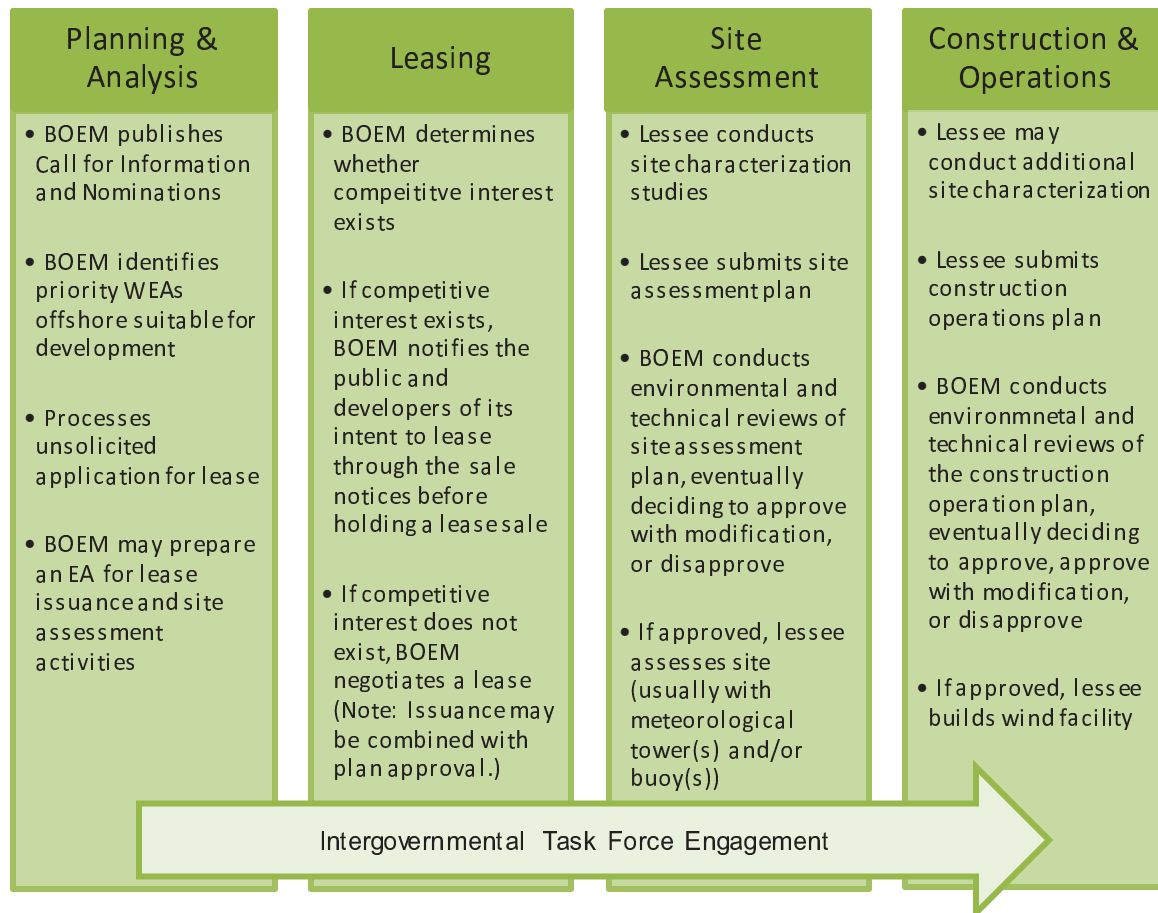 Planning &
Analysis
• BOEM publishes
Call for Information
and Nominations
• BOEM identifies
priority WEAs
offshore suitable for
development
• Processes
unsolicited
application for lease
• BOEM may prepare
an EA for lease
issuance and site
assessment
activities
Leasing
• BOEM determines
whether
compeititve interest
exists
• If competitive
interest exists,
BOEM notifies the
public and
developers of its
intent to lease
through the sale
notices before
holding a lease sale
• If competitive
interest does not
exist, BOEM
negotiates a lease
(Note: Issuance may
be combined with
plan approval.)
Site
Assessment
• Lessee conducts
site characterization
studies
• Lessee submits site
assessment plan
• BOEM conducts
environmental and
technical reviews of
site assessment
plan, eventually
deciding to approve
with modification,
or disapprove
• If approved, lessee
assesses site
(usually with
meteorological
tower(s) and/or
buoy(s))
Construction &
Operations
• Lessee may
conduct additional
site characterization
• Lessee submits
construction
operations plan
• BOEM conducts
environmnetal and
technical reviews of
the construction
operation plan,
eventually deciding
to approve, approve
with modification,
or disapprove
• If approved, lessee
builds wind facility
Intergovernmental Task Force Engagement